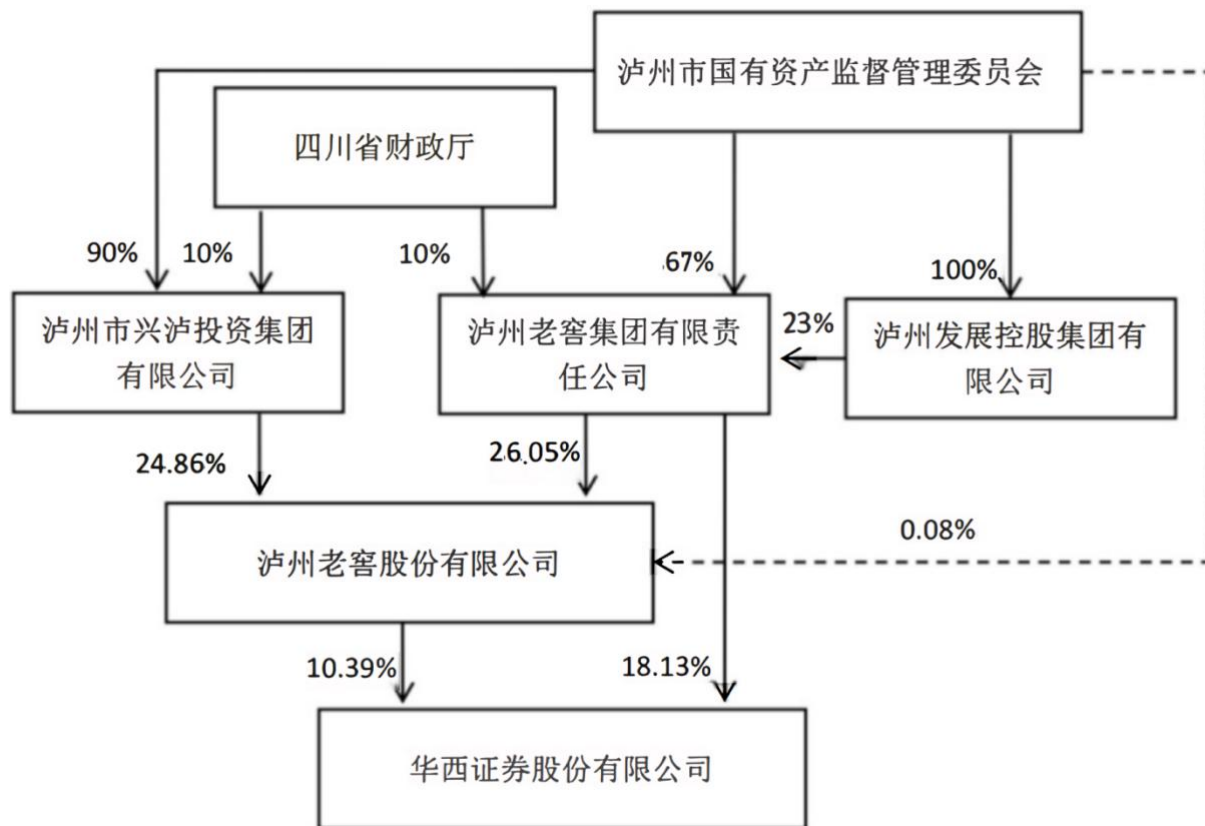 泸州市国有资产监督管理委员会
四川省财政厅
90%
10%
10%
.67%
100%
泸州市兴泸投资集团
有限公司
泸州老窖集团有限责
任公司
23%
泸州发展控股集团有
限公司
24.86%
26.05%
泸州老窖股份有限公司
0.08%
10.39%
18.13%
华西证券股份有限公司